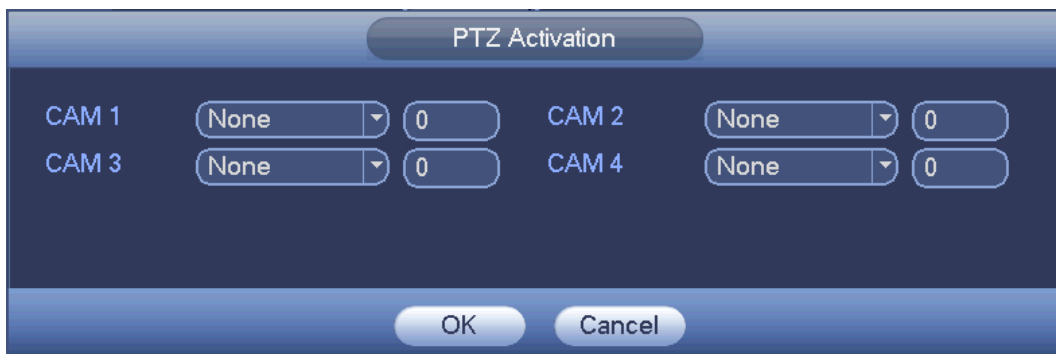 PTZ Activation
CAM 1 None 0 CAM 2 None 0
CAM 3 None 0 CAM 4 None 0
OK Cancel